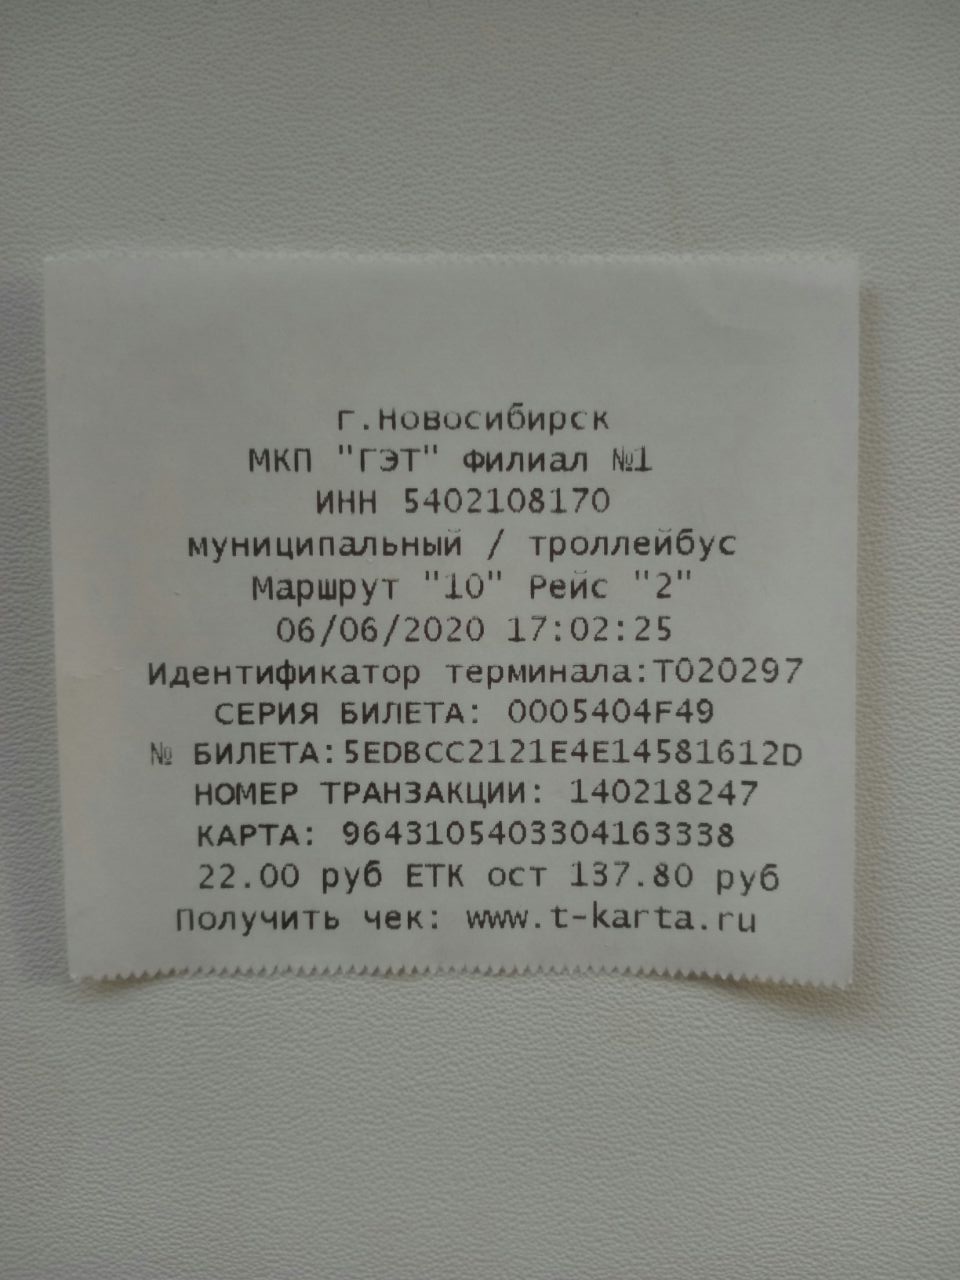 г.Новосибирск
МКП "ГЭТ" Филиал №1
ИНН 5402108170
муниципальный / троллейбус
Маршрут "10" Рейс "2"
06/06/2020 17:02:25
Идентификатор терминала:T020297
СЕРИЯ БИЛЕТА: 0005404F49
№ БИЛЕТА:5EDBCC2121E4E14581612D
НОМЕР ТРАНЗАКЦИИ: 140218247
КАРТА: 9643105403304163338
22.00 руб ЕТК ост 137.80 руб
Получить чек: www.t-karta.ru